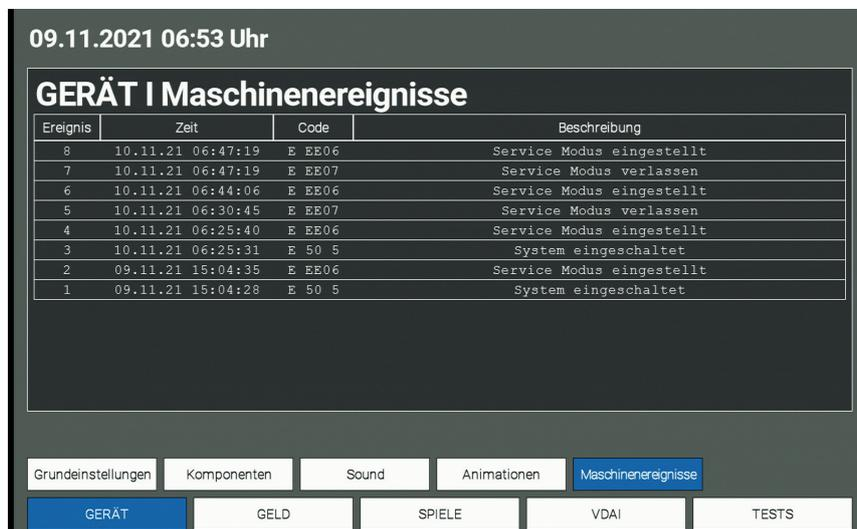 09.11.2021 06:53 Uhr
GERÄT I Maschinenereignisse
Ereignis Zeit Code Beschreibung
8 10.11.21 06:47:19 E EE06 Service Modus eingestellt
7 10.11.21 06:47:19 E EE07 Service Modus verlassen
6 10.11.21 06:44:06 E EE06 Service Modus eingestellt
5 10.11.21 06:30:45 E EE07 Service Modus verlassen
4 10.11.21 06:25:40 E EE06 Service Modus eingestellt
3 10.11.21 06:25:31 E 50 5 System eingeschaltet
2 09.11.21 15:04:35 E EE06 Service Modus eingestellt
1 09.11.21 15:04:28 E 50 5 System eingeschaltet
Grundeinstellungen Komponenten Sound Animationen Maschinenereignisse
GERÄT GELD SPIELE VDAI TESTS